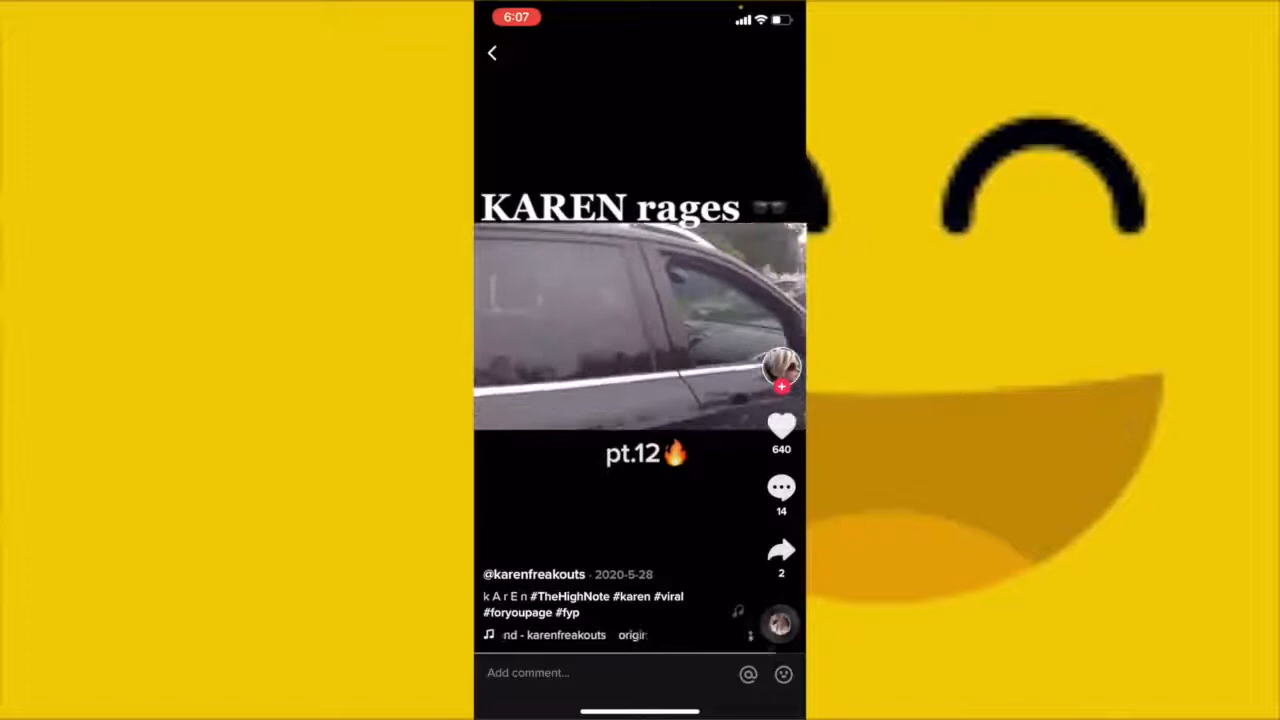 6:07
KAREN rages 🕶️
pt.12🔥
640
14
2
@karenfreakouts · 2020-5-28
k A r E n #TheHighNote #karen #viral
#foryoupage #fyp
nd - karenfreakouts origin
Add comment...